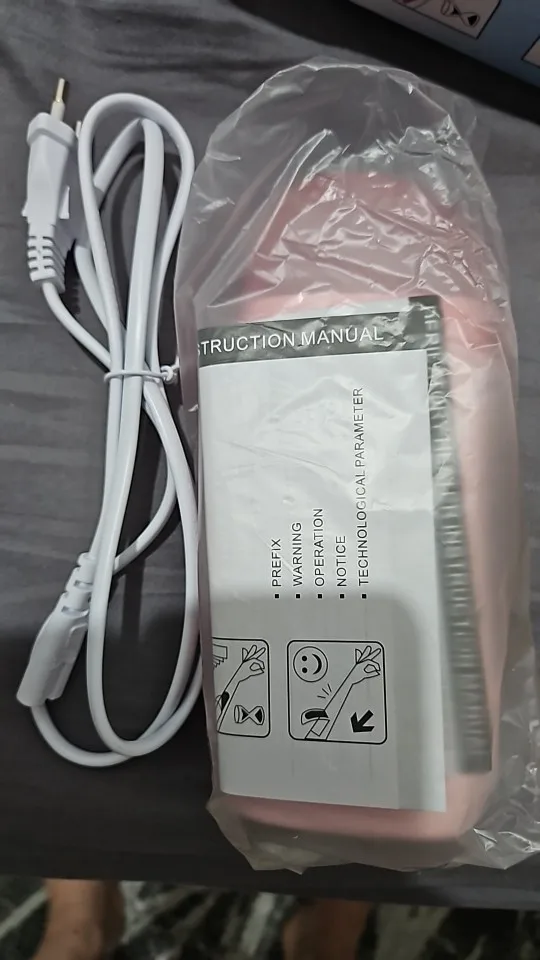 STRUCTION MANUAL
PREFIX
WARNING
OPERATION
NOTICE
TECHNOLOGICAL PARAMETER